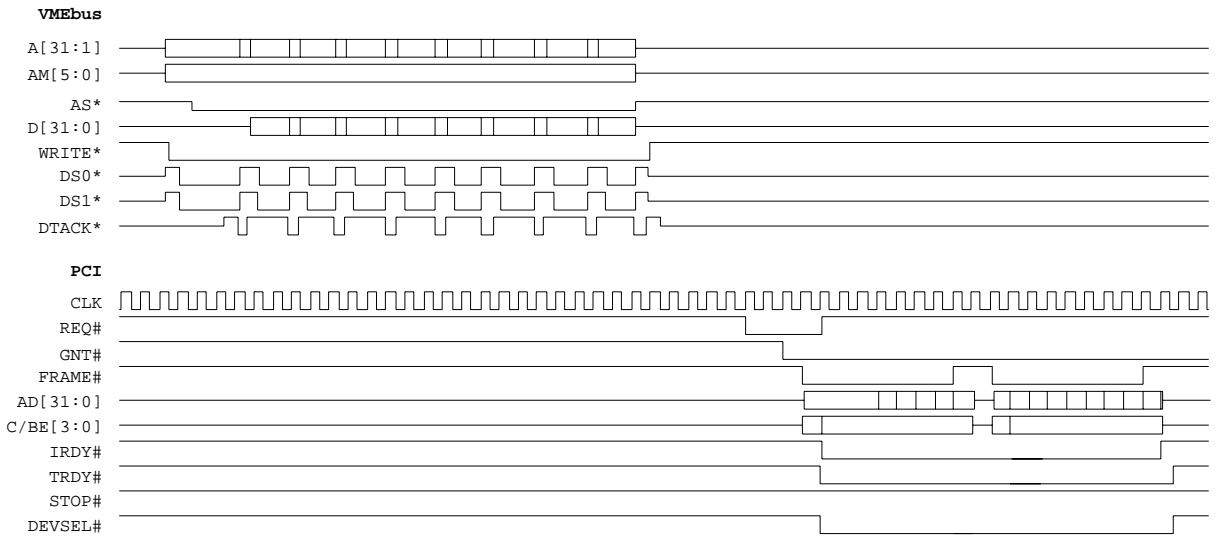 VMEbus
A[31:1]
AM[5:0]
AS*
D[31:0]
WRITE*
DS0*
DS1*
DTACK*
PCI
CLK
REQ#
GNT#
FRAME#
AD[31:0]
C/BE[3:0]
IRDY#
TRDY#
STOP#
DEVSEL#